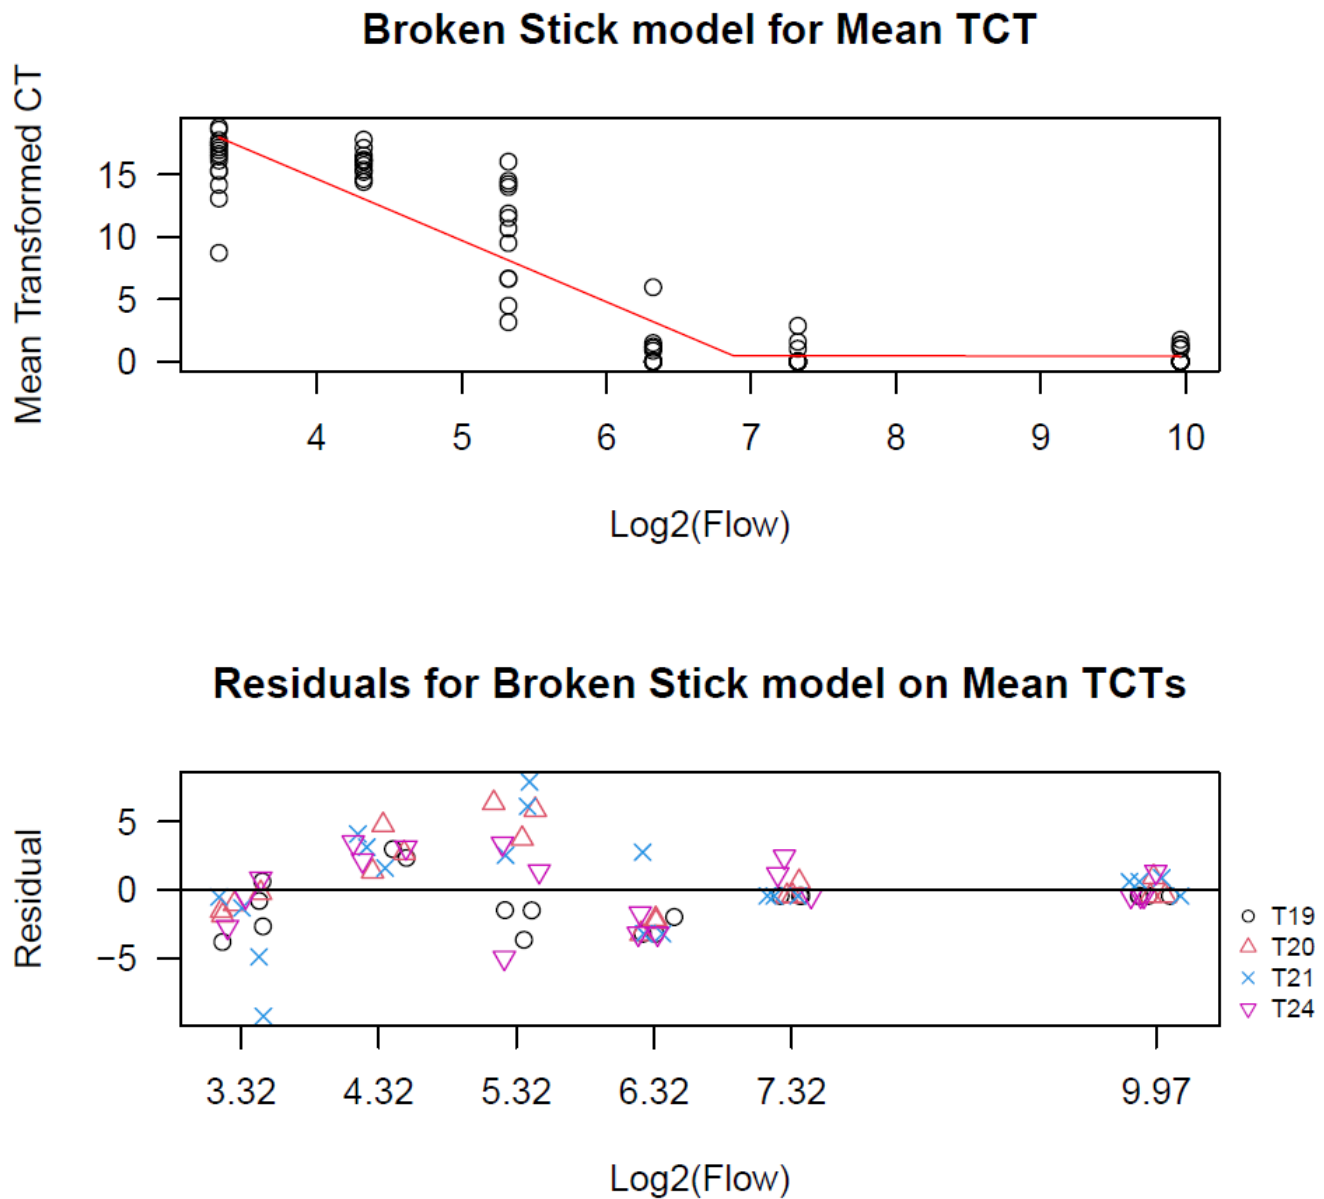 Broken Stick model for Mean TCT
Mean Transformed CT
15
10
5
0
4 5 6 7 8 9 10
Log2(Flow)
Residuals for Broken Stick model on Mean TCTs
Residual
5
0
−5
T19
T20
T21
T24
3.32 4.32 5.32 6.32 7.32 9.97
Log2(Flow)